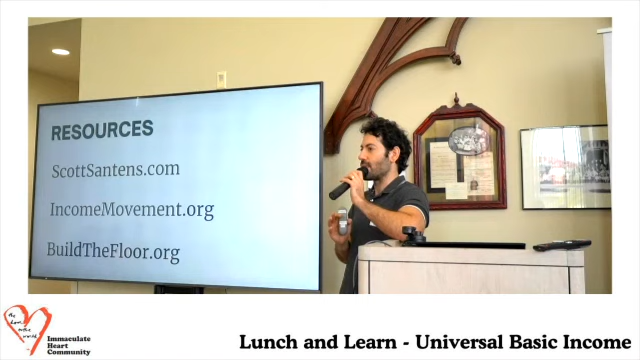 RESOURCES
ScottSantens.com
IncomeMovement.org
BuildTheFloor.org
Immaculate
Heart
Community
Lunch and Learn - Universal Basic Income